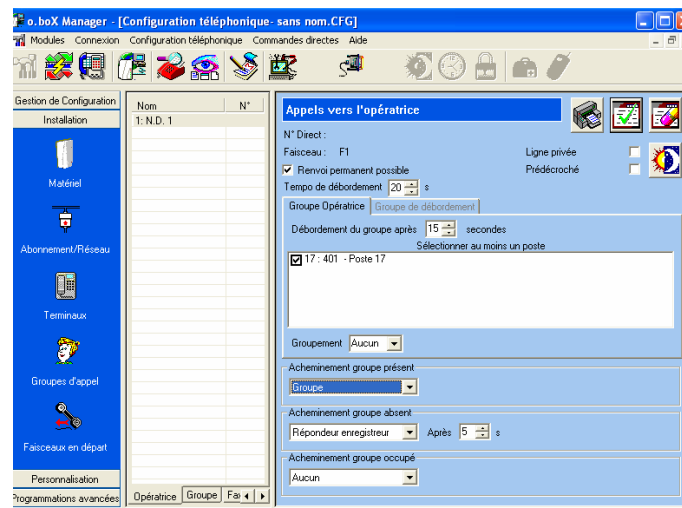 o.boX Manager - [Configuration téléphonique- sans nom.CFG]
Modules Connexion Configuration téléphonique Commandes directes Aide
Gestion de Configuration
Installation
Matériel
Abonnement/Réseau
Terminaux
Groupes d'appel
Faisceaux en départ
Personnalisation
Programmations avancées
Nom N°
1: N.D. 1
Opératrice Groupe
Appels vers l'opératrice
N° Direct :
Faisceau : F1 Ligne privée
Renvoi permanent possible Prédécroché
Tempo de débordement 20 s
Groupe Opératrice Groupe de débordement
Débordement du groupe après 15 secondes
Sélectionner au moins un poste
17 : 401 - Poste 17
Groupement Aucun
Acheminement groupe présent
Groupe
Acheminement groupe absent
Répondeur enregistreur Après 5 s
Acheminement groupe occupé
Aucun